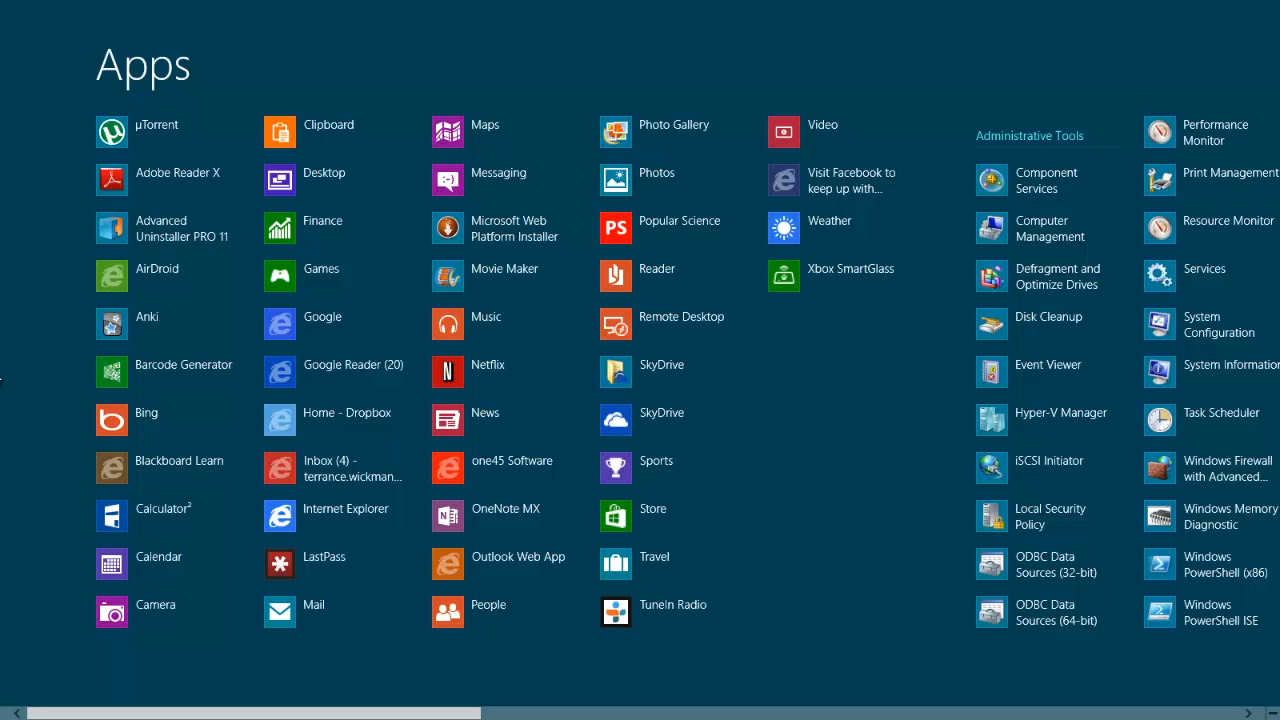 Apps
µTorrent
Adobe Reader X
Advanced
Uninstaller PRO 11
AirDroid
Anki
Barcode Generator
Bing
Blackboard Learn
Calculator²
Calendar
Camera
Clipboard
Desktop
Finance
Games
Google
Google Reader (20)
Home - Dropbox
Inbox (4) -
terrance.wickman...
Internet Explorer
LastPass
Mail
Maps
Messaging
Microsoft Web
Platform Installer
Movie Maker
Music
Netflix
News
one45 Software
OneNote MX
Outlook Web App
People
Photo Gallery
Photos
PS
Popular Science
Reader
Remote Desktop
SkyDrive
SkyDrive
Sports
Store
Travel
TuneIn Radio
Video
Visit Facebook to
keep up with...
Weather
Xbox SmartGlass
Administrative Tools
Component
Services
Computer
Management
Defragment and
Optimize Drives
Disk Cleanup
Event Viewer
Hyper-V Manager
iSCSI Initiator
Local Security
Policy
ODBC Data
Sources (32-bit)
ODBC Data
Sources (64-bit)
Performance
Monitor
Print Management
Resource Monitor
Services
System
Configuration
System Information
Task Scheduler
Windows Firewall
with Advanced...
Windows Memory
Diagnostic
Windows
PowerShell (x86)
Windows
PowerShell ISE